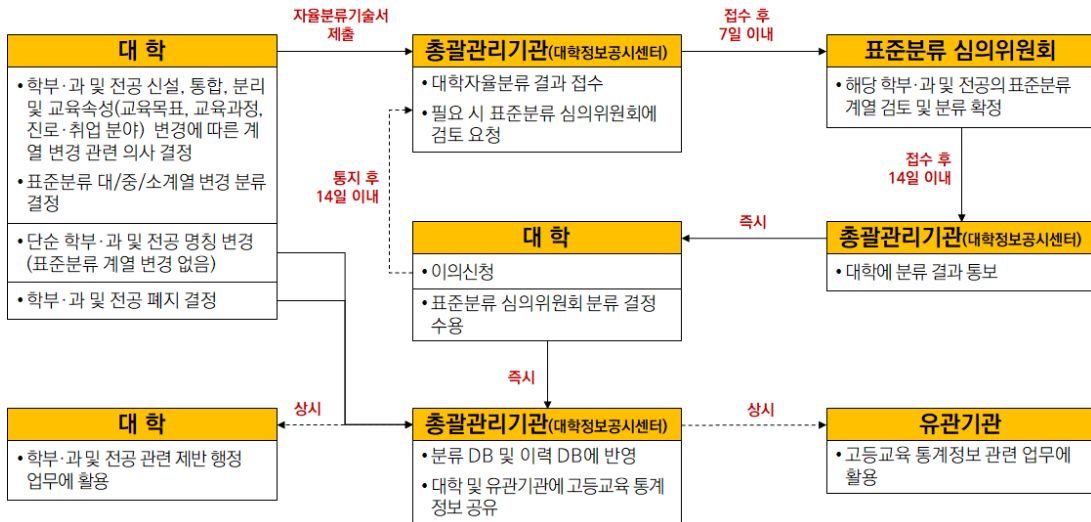 자율분류기술서
제출
접수 후
7일 이내
대 학
• 학부·과 및 전공 신설, 통합, 분리
및 교육속성(교육목표, 교육과정,
진로·취업 분야) 변경에 따른 계
열 변경 관련 의사 결정
• 표준분류 대/중/소계열 변경 분류
결정
• 단순 학부·과 및 전공 명칭 변경
(표준분류 계열 변경 없음)
• 학부·과 및 전공 폐지 결정
총괄관리기관(대학정보공시센터)
• 대학자율분류 결과 접수
• 필요 시 표준분류 심의위원회에
검토 요청
표준분류 심의위원회
• 해당 학부·과 및 전공의 표준분류
계열 검토 및 분류 확정
통지 후
14일 이내
접수 후
14일 이내
즉시
대 학
• 이의신청
• 표준분류 심의위원회 분류 결정
수용
총괄관리기관(대학정보공시센터)
• 대학에 분류 결과 통보
즉시
상시
상시
대 학
• 학부·과 및 전공 관련 제반 행정
업무에 활용
총괄관리기관(대학정보공시센터)
• 분류 DB 및 이력 DB에 반영
• 대학 및 유관기관에 고등교육 통계
정보 공유
유관기관
• 고등교육 통계정보 관련 업무에
활용